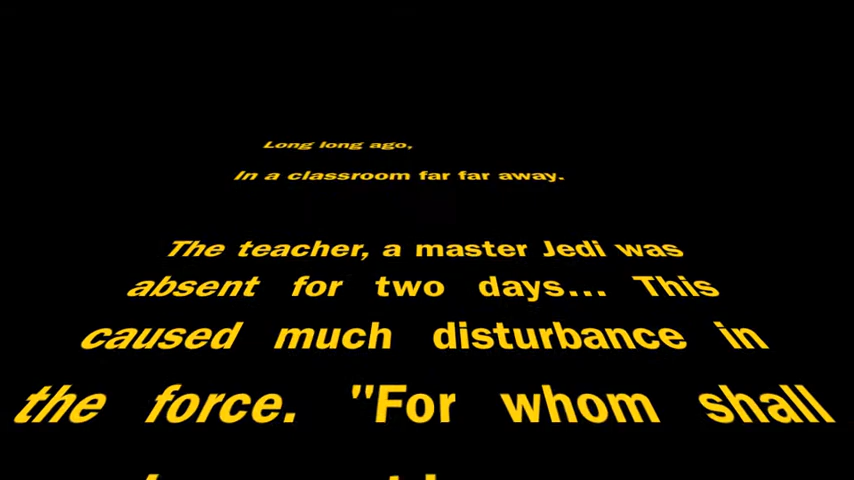 Long long ago,
In a classroom far far away.
The teacher, a master Jedi was
absent for two days... This
caused much disturbance in
the force. "For whom shall